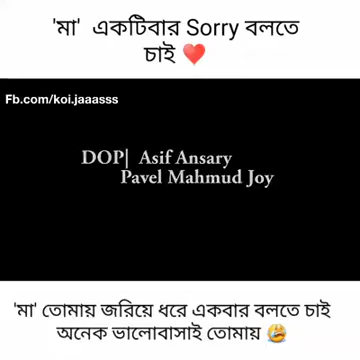 'মা' একটিবার Sorry বলতে
চাই ❤️
Fb.com/koi.jaaasss
DOP| Asif Ansary
Pavel Mahmud Joy
'মা' তোমায় জরিয়ে ধরে একবার বলতে চাই
অনেক ভালোবাসাই তোমায় 😭